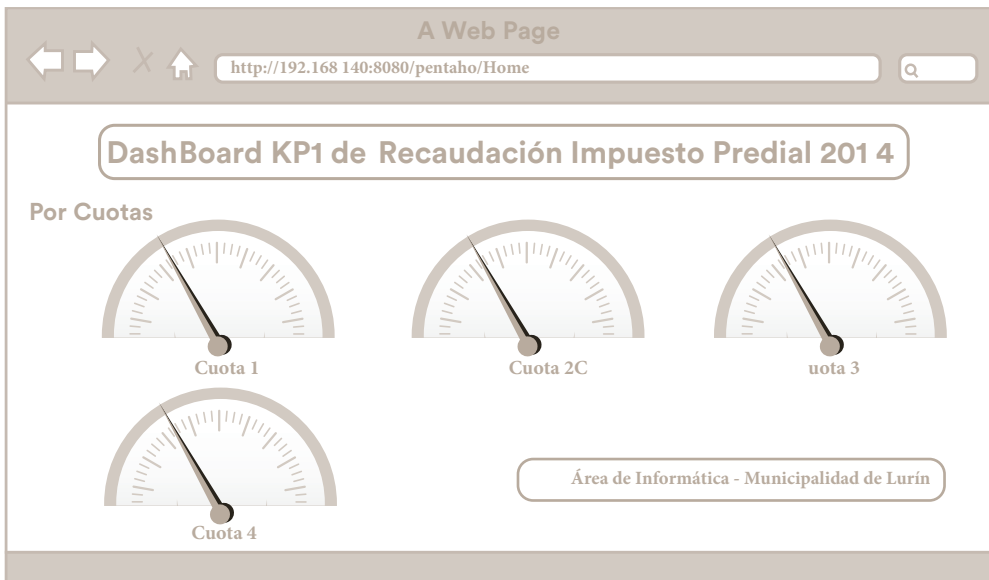 A Web Page
http://192.168 140:8080/pentaho/Home
DashBoard KP1 de Recaudación Impuesto Predial 201 4
Por Cuotas
Cuota 1
Cuota 2C
uota 3
Cuota 4
Área de Informática - Municipalidad de Lurín